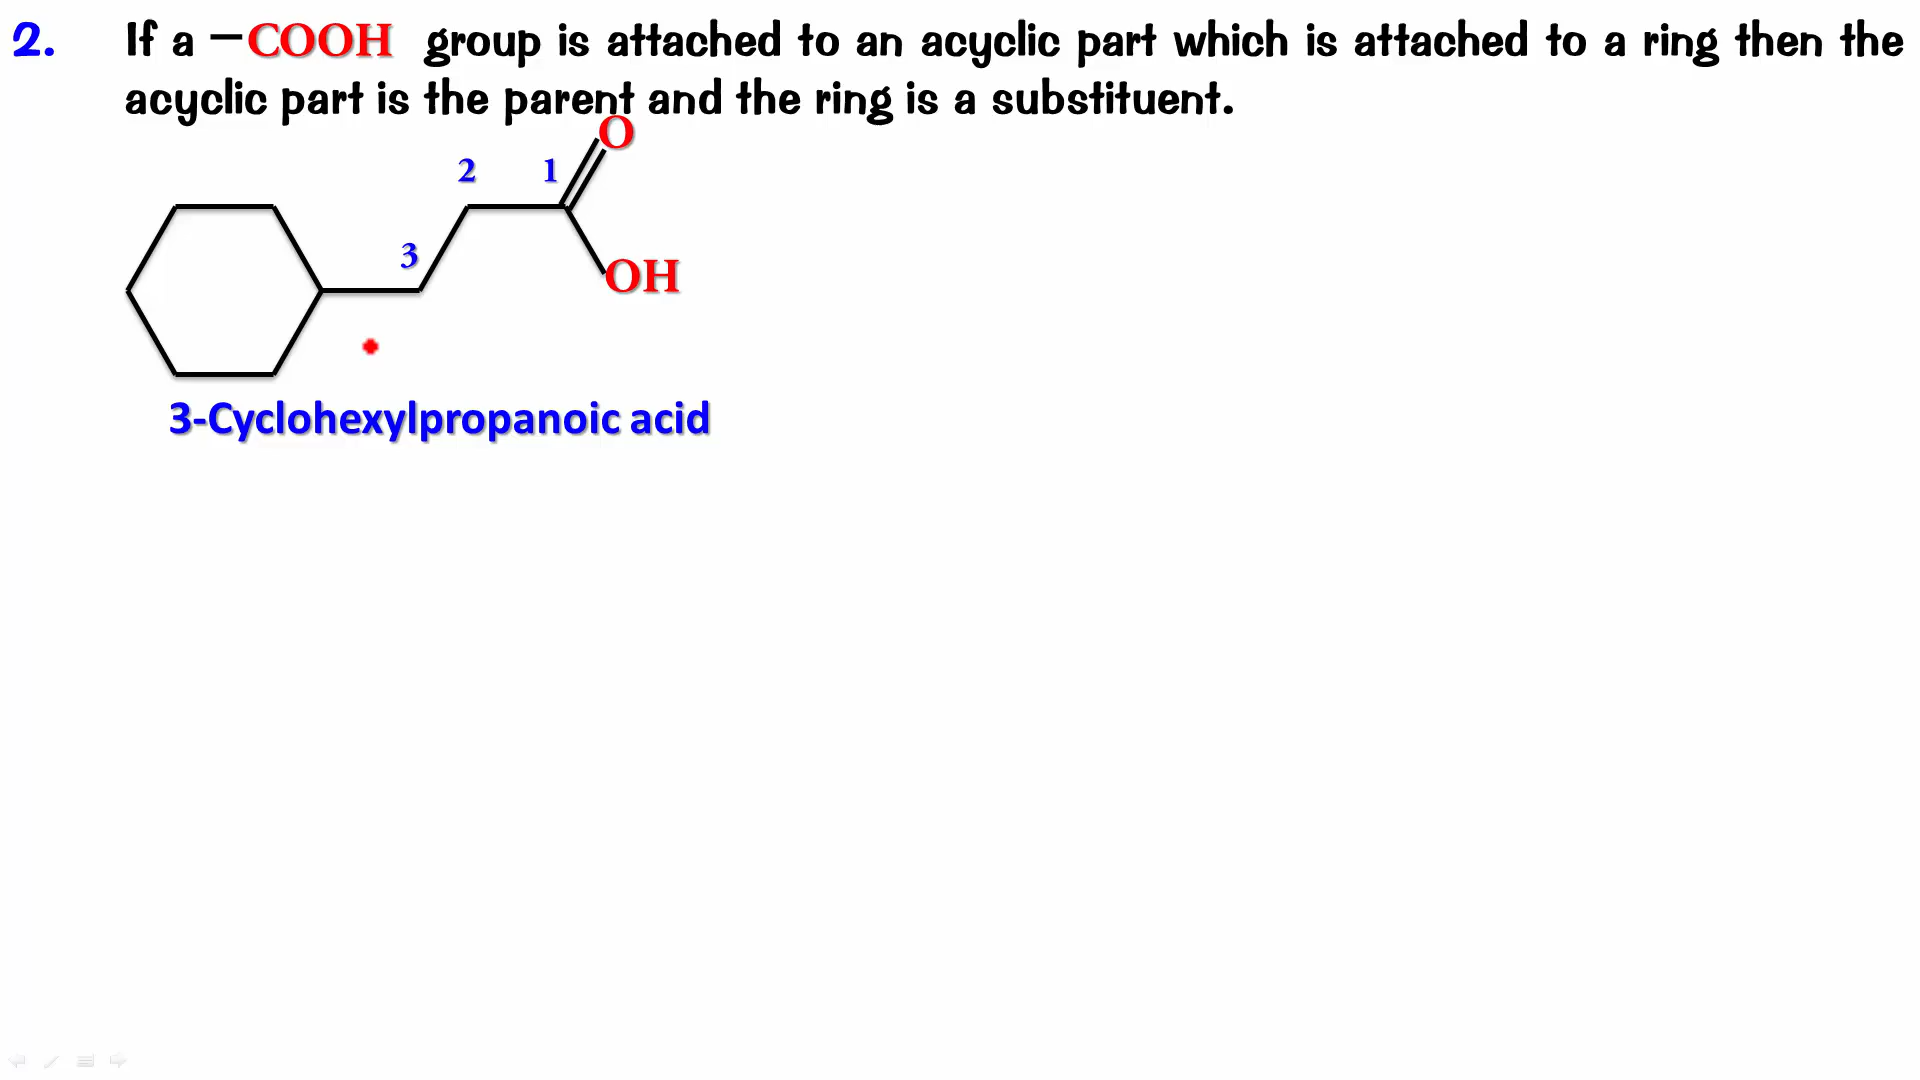 2. If a –COOH group is attached to an acyclic part which is attached to a ring then the
acyclic part is the parent and the ring is a substituent.
O
2 1
3
OH
3-Cyclohexylpropanoic acid